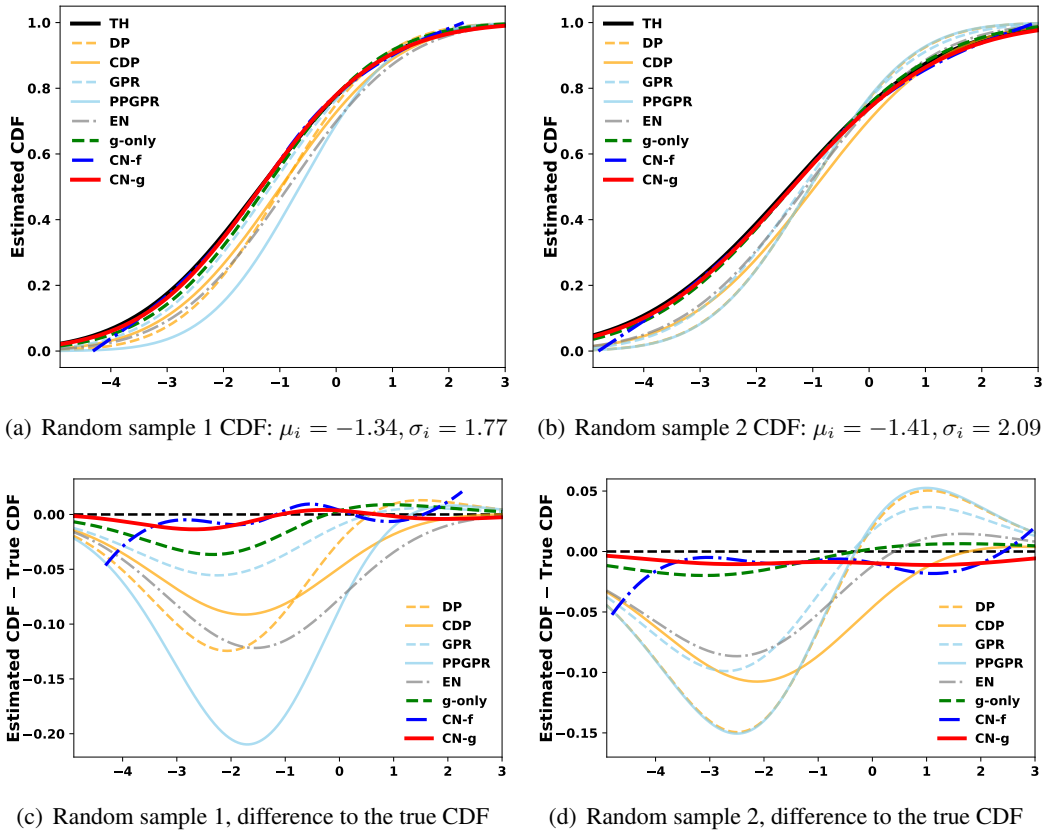 1.0
0.8
0.6
0.4
0.2
0.0
Estimated CDF
TH
DP
CDP
GPR
PPGPR
EN
g-only
CN-f
CN-g
−4 −3 −2 −1 0 1 2 3
(a) Random sample 1 CDF: μi = −1.34, σi = 1.77
1.0
0.8
0.6
0.4
0.2
0.0
Estimated CDF
TH
DP
CDP
GPR
PPGPR
EN
g-only
CN-f
CN-g
−4 −3 −2 −1 0 1 2 3
(b) Random sample 2 CDF: μi = −1.41, σi = 2.09
0.00
−0.05
−0.10
−0.15
−0.20
Estimated CDF − True CDF
DP
CDP
GPR
PPGPR
EN
g-only
CN-f
CN-g
−4 −3 −2 −1 0 1 2 3
(c) Random sample 1, difference to the true CDF
0.05
0.00
−0.05
−0.10
−0.15
Estimated CDF − True CDF
DP
CDP
GPR
PPGPR
EN
g-only
CN-f
CN-g
−4 −3 −2 −1 0 1 2 3
(d) Random sample 2, difference to the true CDF